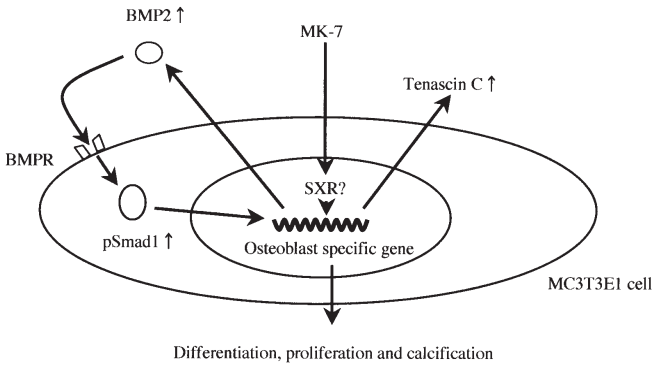 BMP2 ↑
MK-7
Tenascin C ↑
BMPR
SXR?
pSmad1 ↑
Osteoblast specific gene
MC3T3E1 cell
Differentiation, proliferation and calcification